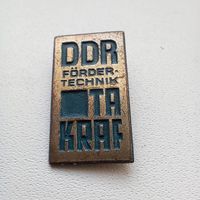 DDR
FÖRDER-
TECHNIK
TA
KRAF